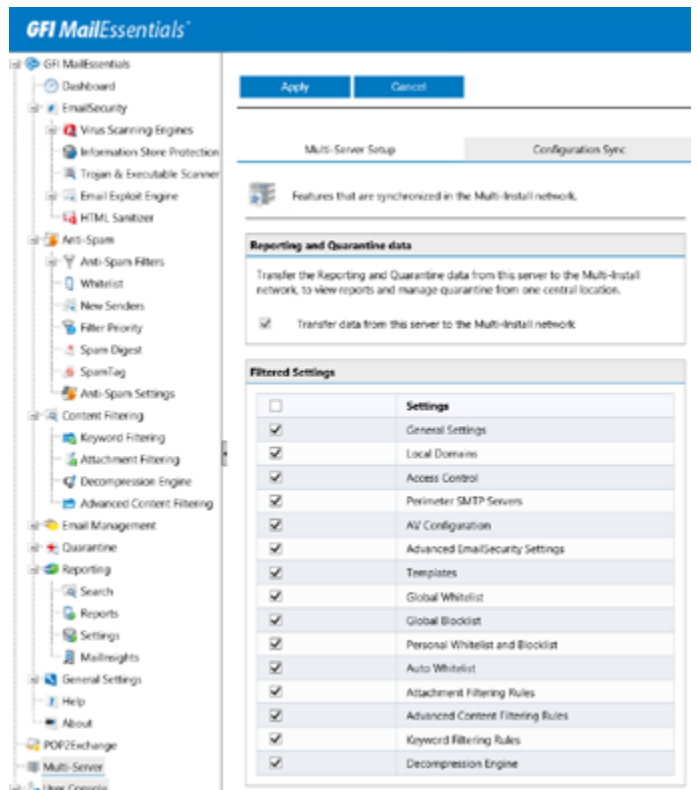 GFI MailEssentials
GFI MailEssentials
Dashboard
EmailSecurity
Virus Scanning Engines
Information Store Protection
Trojan & Executable Scanner
Email Exploit Engine
HTML Sanitizer
Anti-Spam
Anti-Spam Filters
Whitelist
New Senders
Filter Priority
Spam Digest
SpamTag
Anti-Spam Settings
Content Filtering
Keyword Filtering
Attachment Filtering
Decompression Engine
Advanced Content Filtering
Email Management
Quarantine
Reporting
Search
Reports
Settings
MailInsights
General Settings
Help
About
POP2Exchange
Multi-Server
User Console
Apply Cancel
Multi-Server Setup Configuration Sync
Features that are synchronized in the Multi-Install network.
Reporting and Quarantine data
Transfer the Reporting and Quarantine data from this server to the Multi-Install
network, to view reports and manage quarantine from one central location.
Transfer data from this server to the Multi-Install network
Filtered Settings
Settings
General Settings
Local Domains
Access Control
Perimeter SMTP Servers
AV Configuration
Advanced EmailSecurity Settings
Templates
Global Whitelist
Global Blocklist
Personal Whitelist and Blocklist
Auto Whitelist
Attachment Filtering Rules
Advanced Content Filtering Rules
Keyword Filtering Rules
Decompression Engine